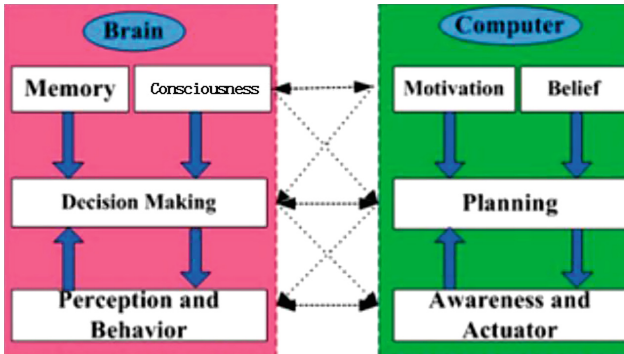 Brain
Computer
Memory
Consciousness
Motivation
Belief
Decision Making
Planning
Perception and
Behavior
Awareness and
Actuator